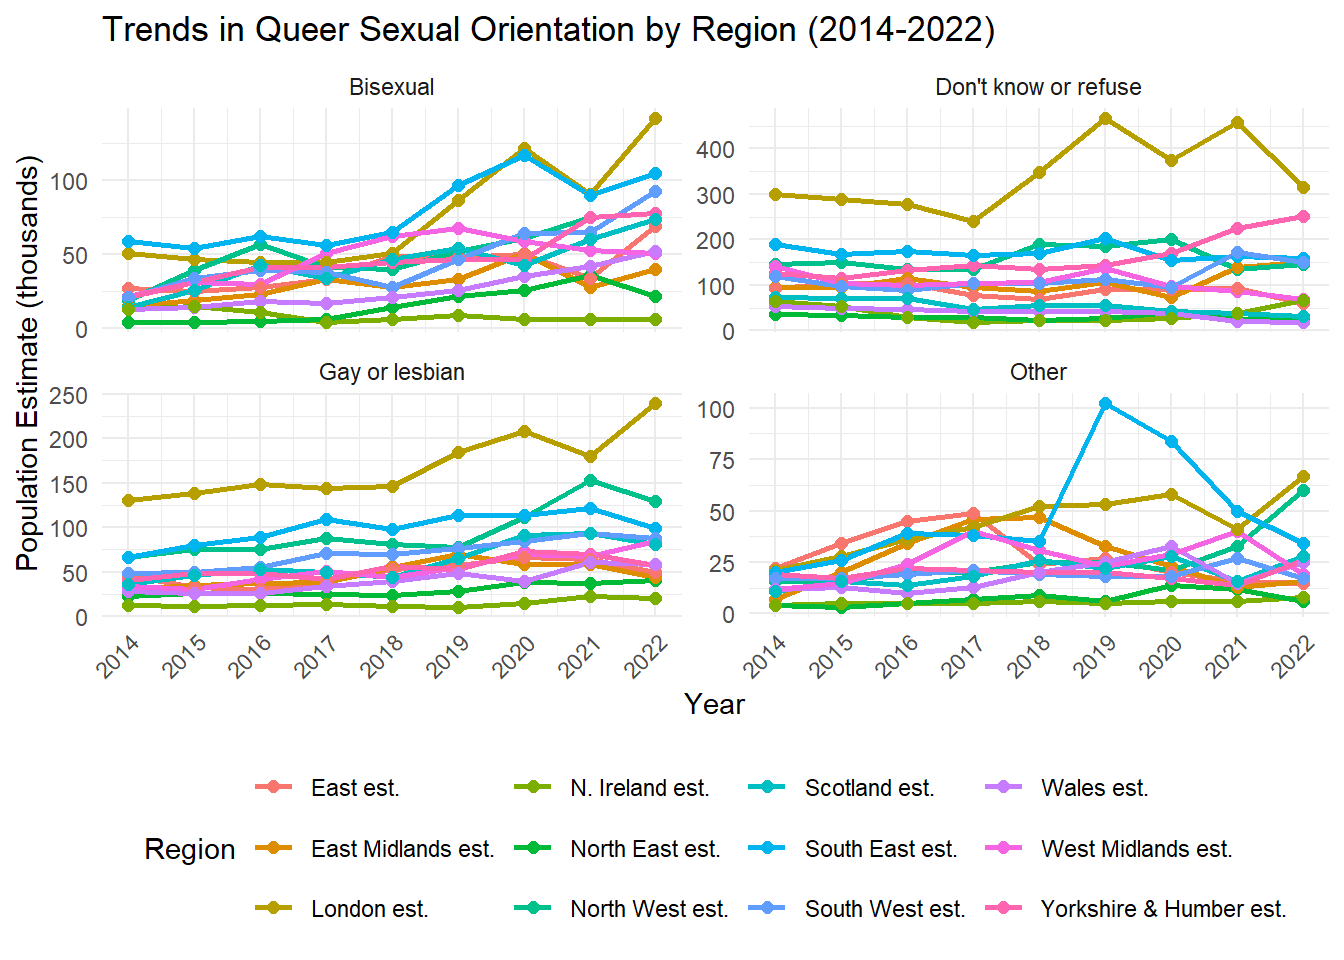 Trends in Queer Sexual Orientation by Region (2014-2022)
Population Estimate (thousands)
Bisexual
100
50
0
Don't know or refuse
400
300
200
100
0
Gay or lesbian
250
200
150
100
50
0
2014 2015 2016 2017 2018 2019 2020 2021 2022
Other
100
75
50
25
0
2014 2015 2016 2017 2018 2019 2020 2021 2022
Year
Region
East est. N. Ireland est. Scotland est. Wales est.
East Midlands est. North East est. South East est. West Midlands est.
London est. North West est. South West est. Yorkshire & Humber est.